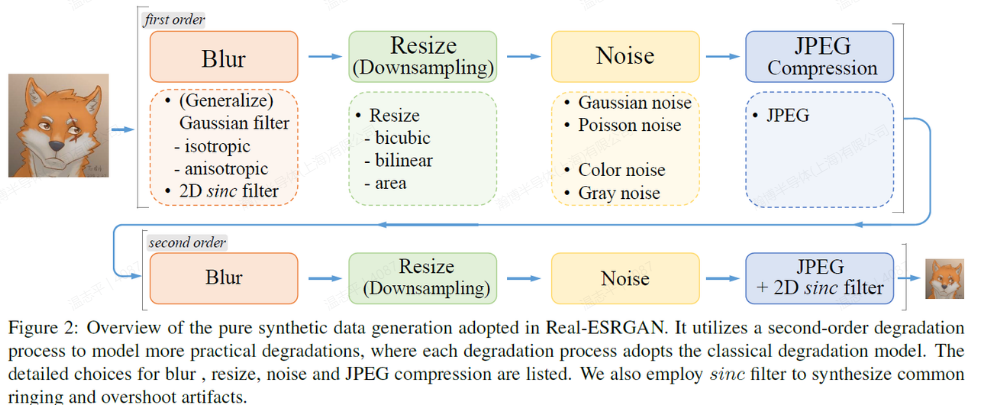 first order
Blur
Resize
(Downsampling)
Noise
JPEG
Compression
• (Generalize)
Gaussian filter
- isotropic
- anisotropic
• 2D sinc filter
• Resize
- bicubic
- bilinear
- area
• Gaussian noise
• Poisson noise
• Color noise
• Gray noise
• JPEG
second order
Blur
Resize
(Downsampling)
Noise
JPEG
+ 2D sinc filter
Figure 2: Overview of the pure synthetic data generation adopted in Real-ESRGAN. It utilizes a second-order degradation
process to model more practical degradations, where each degradation process adopts the classical degradation model. The
detailed choices for blur , resize, noise and JPEG compression are listed. We also employ sinc filter to synthesize common
ringing and overshoot artifacts.